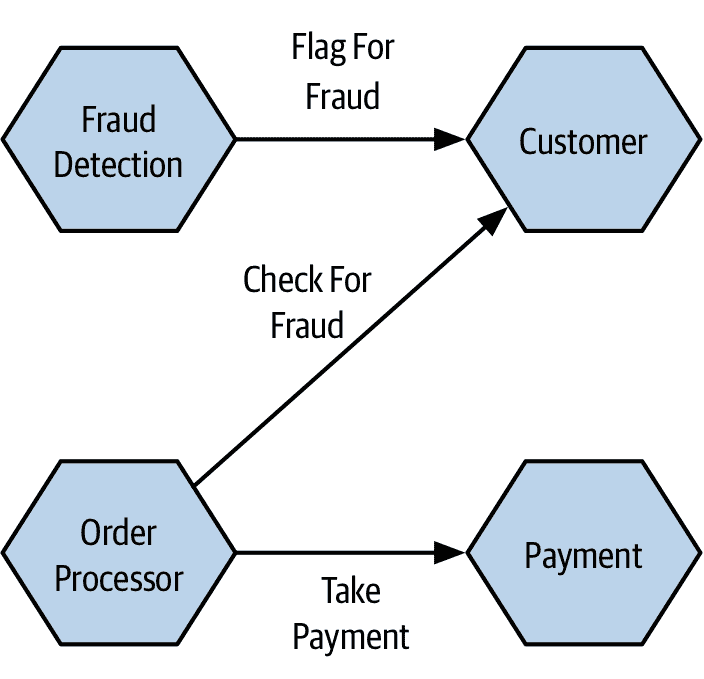 Flag For
Fraud
Fraud
Detection
Customer
Check For
Fraud
Order
Processor
Payment
Take
Payment